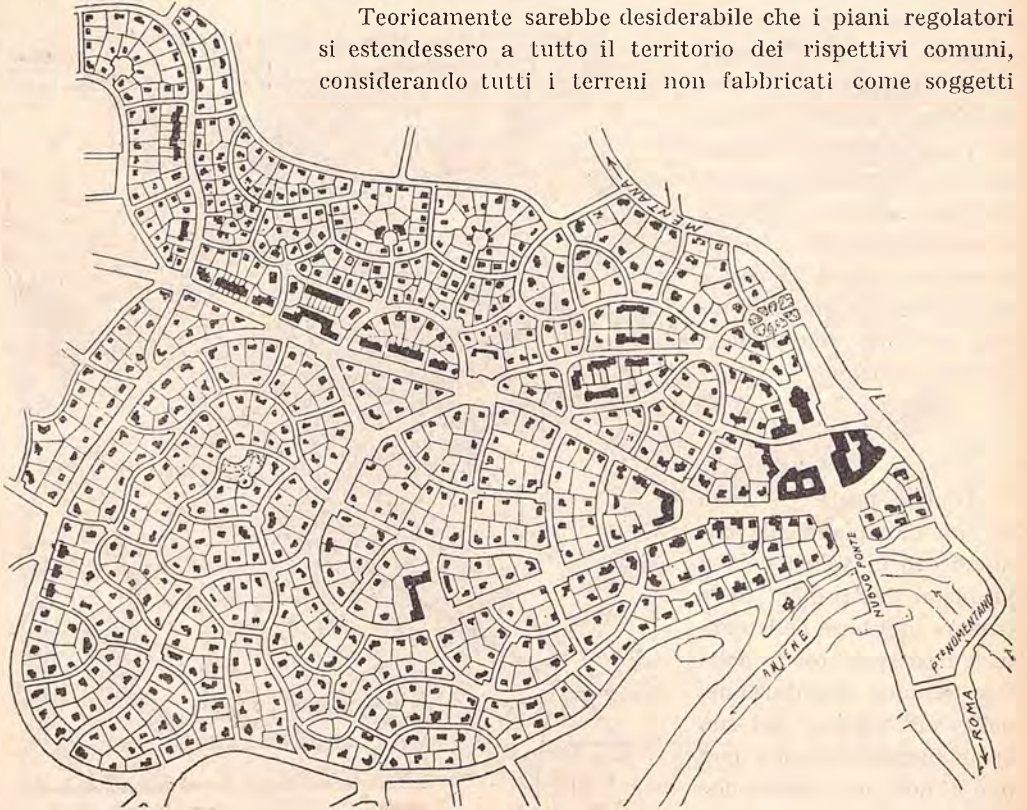 Teoricamente sarebbe desiderabile che i piani regolatori
si estendessero a tutto il territorio dei rispettivi comuni,
considerando tutti i terreni non fabbricati come soggetti
MENTANA
NUOVO PONTE
ANIENE
P.TE NOMENTANO
ROMA